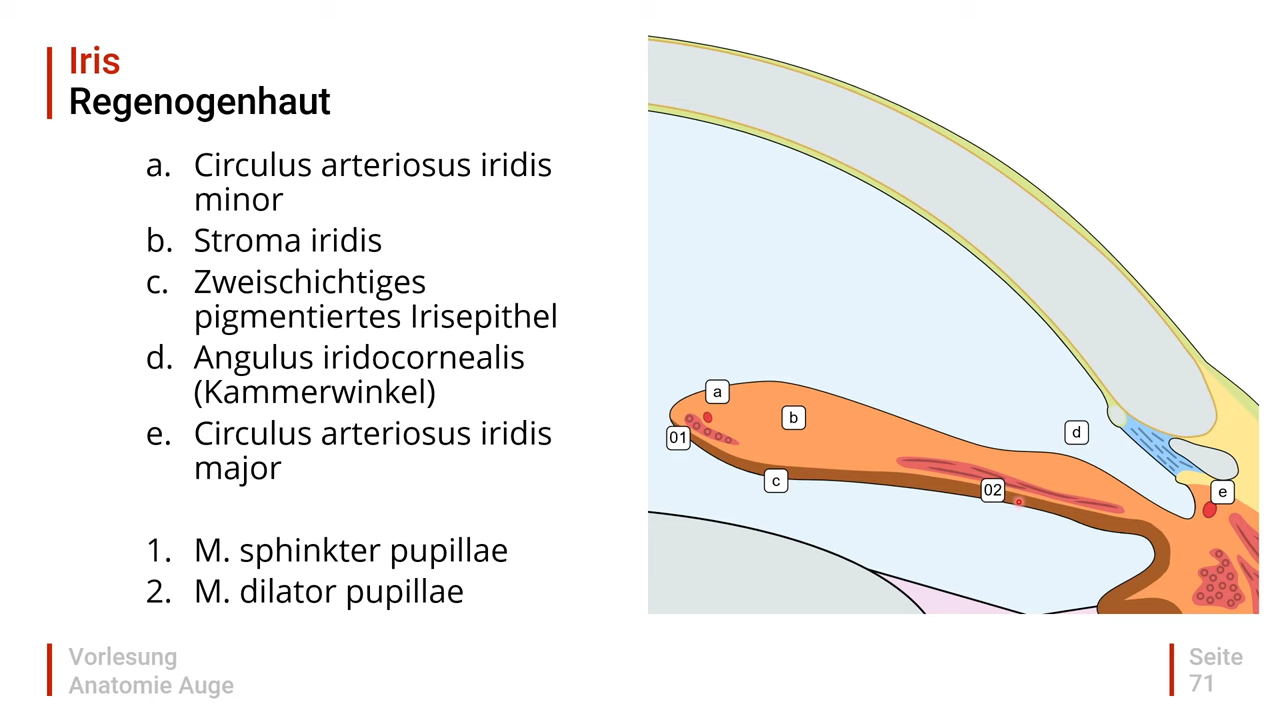 Iris
Regenogenhaut
a. Circulus arteriosus iridis
minor
b. Stroma iridis
c. Zweischichtiges
pigmentiertes Irisepithel
d. Angulus iridocornealis
(Kammerwinkel)
e. Circulus arteriosus iridis
major
1. M. sphinkter pupillae
2. M. dilator pupillae
a
b
01
c
d
02
e
Vorlesung
Anatomie Auge
Seite
71